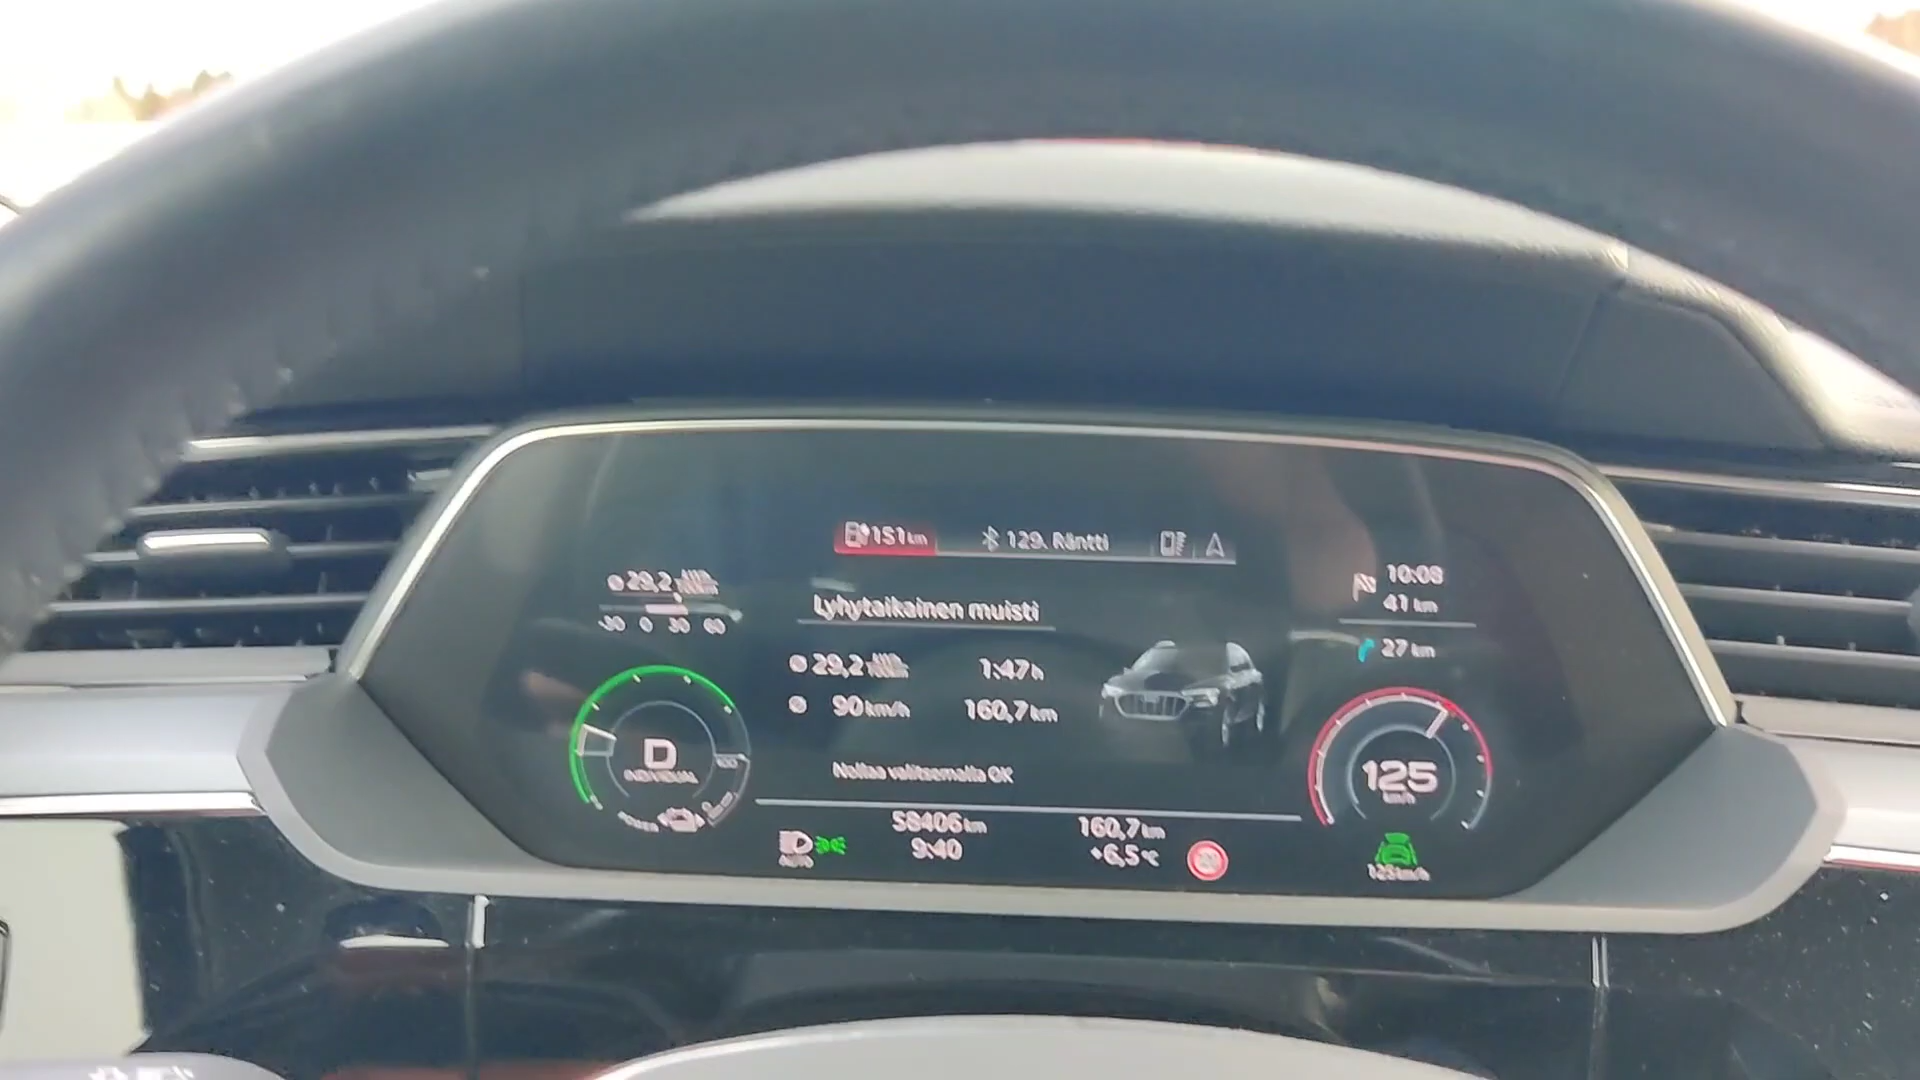 151 km
129. Räntti
⌀ 29,2
-30 0 30 60
10:08
41 km
27 km
Lyhytaikainen muisti
⌀ 29,2
1:47 h
⌀ 90 km/h
160,7 km
Nollaa valitsemalla OK
D
INDIVIDUAL
POWER
125
km/h
58406 km
160,7 km
AUTO
9:40
+6,5 °C
125 km/h